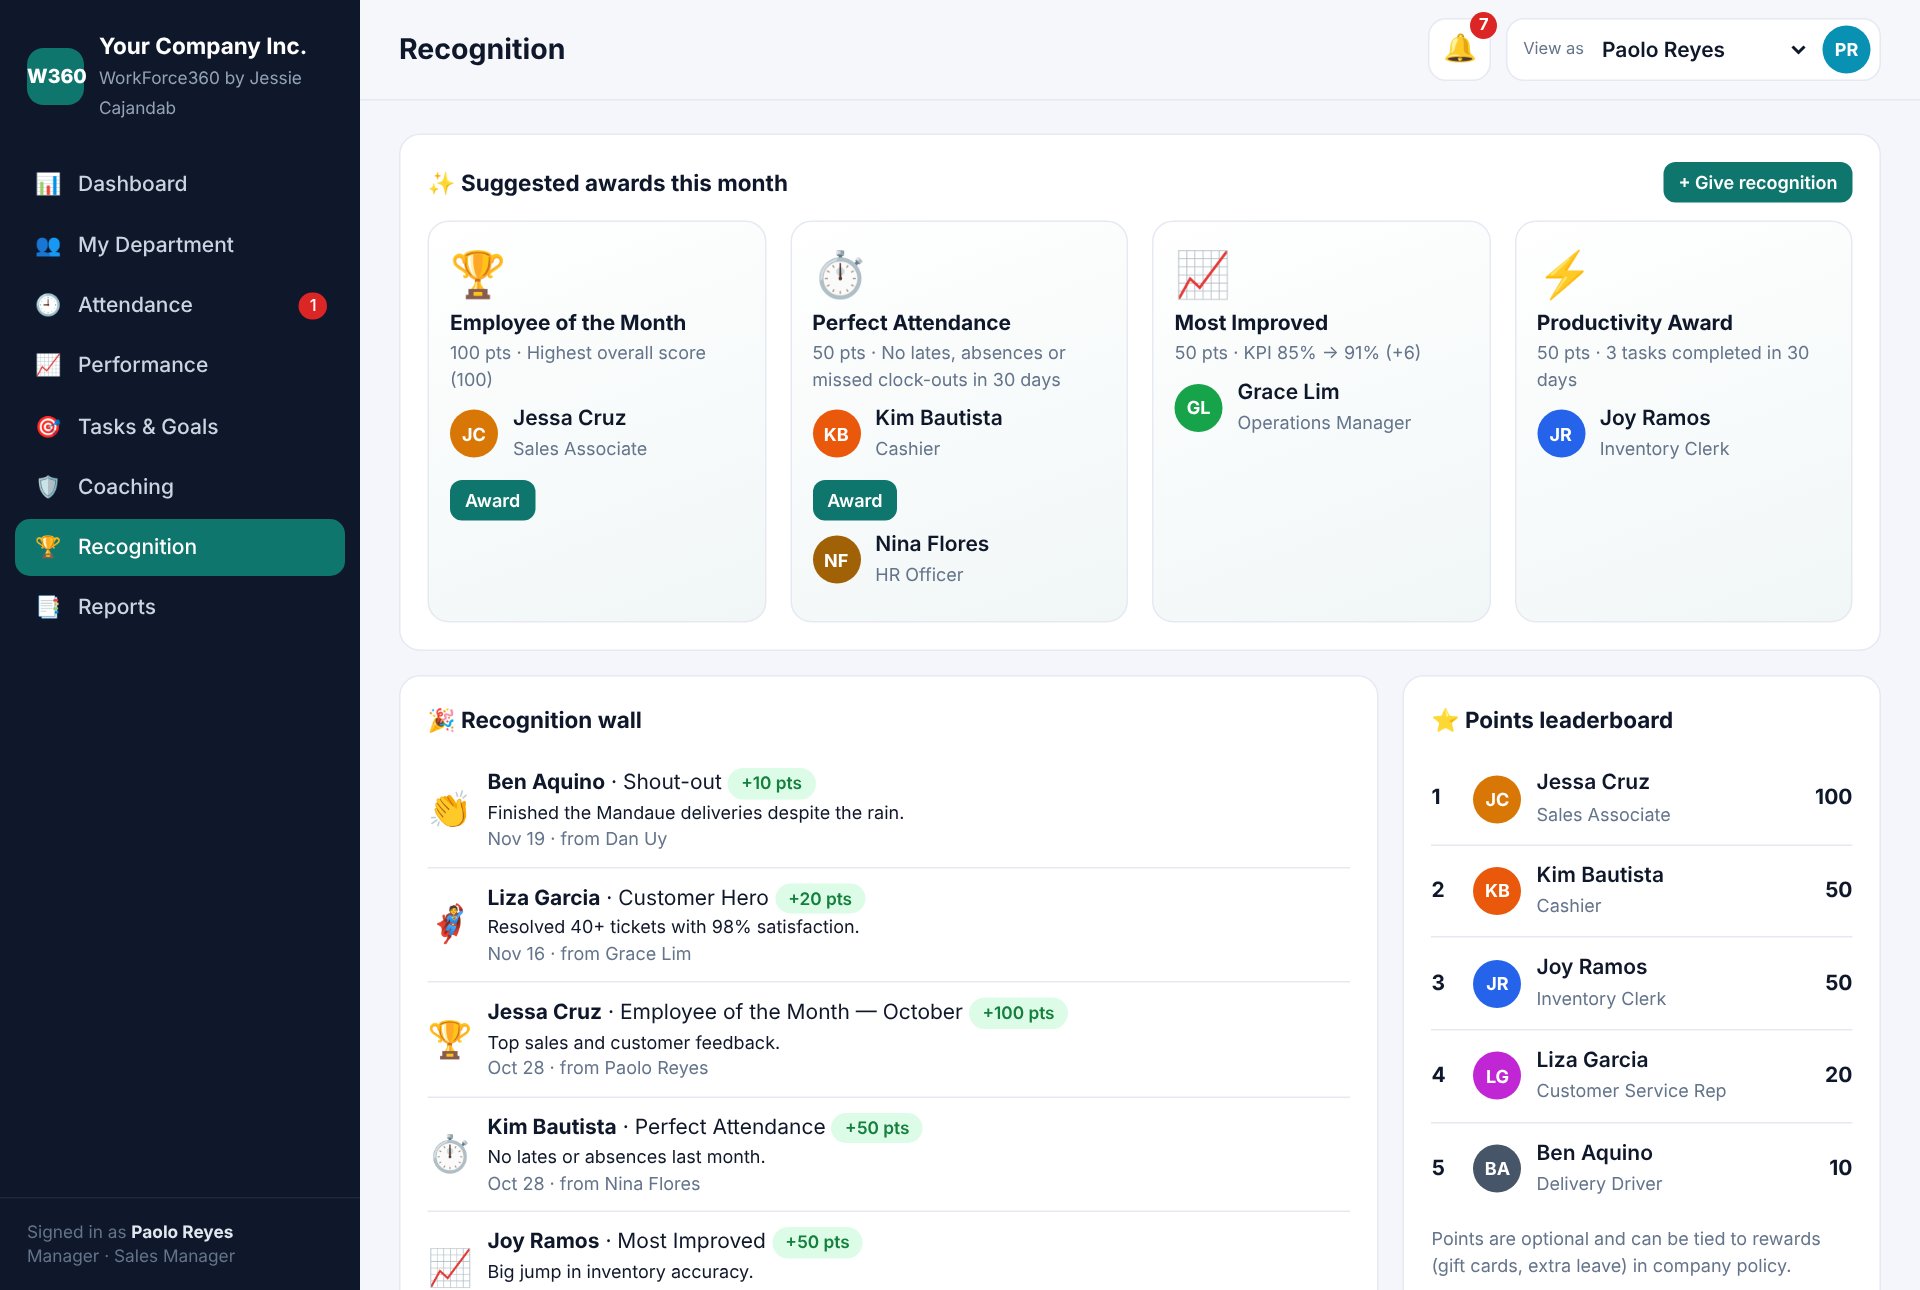 W360
Your Company Inc.
WorkForce360 by Jessie
Cajandab
Dashboard
My Department
Attendance 1
Performance
Tasks & Goals
Coaching
Recognition
Reports
Signed in as Paolo Reyes
Manager · Sales Manager
Recognition
7
View as Paolo Reyes PR
✨ Suggested awards this month
+ Give recognition
Employee of the Month
100 pts · Highest overall score
(100)
JC
Jessa Cruz
Sales Associate
Award
Perfect Attendance
50 pts · No lates, absences or
missed clock-outs in 30 days
KB
Kim Bautista
Cashier
Award
NF
Nina Flores
HR Officer
Most Improved
50 pts · KPI 85% → 91% (+6)
GL
Grace Lim
Operations Manager
Productivity Award
50 pts · 3 tasks completed in 30
days
JR
Joy Ramos
Inventory Clerk
🎉 Recognition wall
Ben Aquino · Shout-out +10 pts
Finished the Mandaue deliveries despite the rain.
Nov 19 · from Dan Uy
Liza Garcia · Customer Hero +20 pts
Resolved 40+ tickets with 98% satisfaction.
Nov 16 · from Grace Lim
Jessa Cruz · Employee of the Month — October +100 pts
Top sales and customer feedback.
Oct 28 · from Paolo Reyes
Kim Bautista · Perfect Attendance +50 pts
No lates or absences last month.
Oct 28 · from Nina Flores
Joy Ramos · Most Improved +50 pts
Big jump in inventory accuracy.
⭐ Points leaderboard
1 JC Jessa Cruz 100
Sales Associate
2 KB Kim Bautista 50
Cashier
3 JR Joy Ramos 50
Inventory Clerk
4 LG Liza Garcia 20
Customer Service Rep
5 BA Ben Aquino 10
Delivery Driver
Points are optional and can be tied to rewards
(gift cards, extra leave) in company policy.